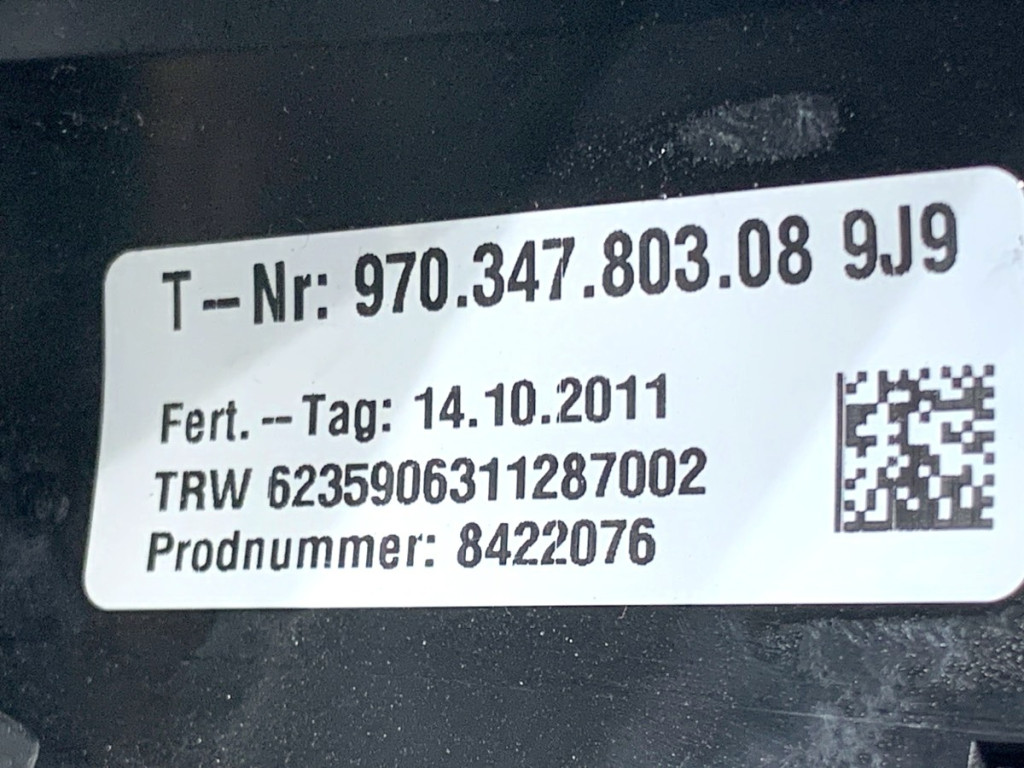 T--Nr: 970.347.803.08 9J9
Fert.--Tag: 14.10.2011
TRW 6235906311287002
Prodnummer: 8422076